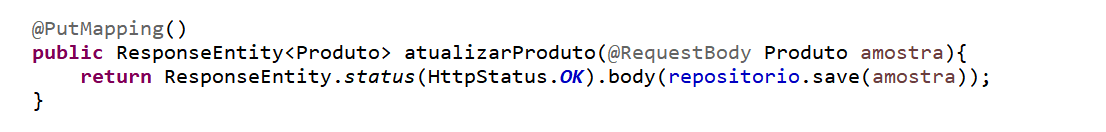 @PutMapping()
public ResponseEntity<Produto> atualizarProduto(@RequestBody Produto amostra){
    return ResponseEntity.status(HttpStatus.OK).body(repositorio.save(amostra));
}